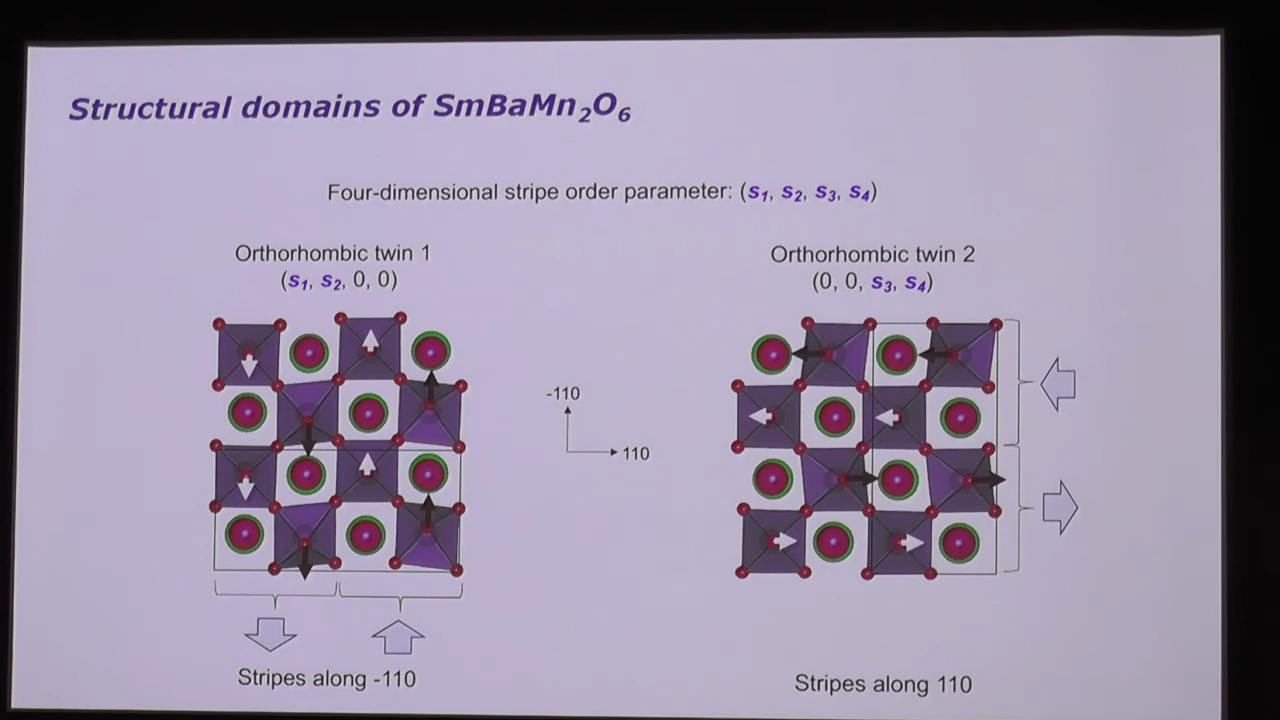 Structural domains of SmBaMn₂O₆
Four-dimensional stripe order parameter: (s₁, s₂, s₃, s₄)
Orthorhombic twin 1
(s₁, s₂, 0, 0)
Orthorhombic twin 2
(0, 0, s₃, s₄)
-110
110
Stripes along -110
Stripes along 110